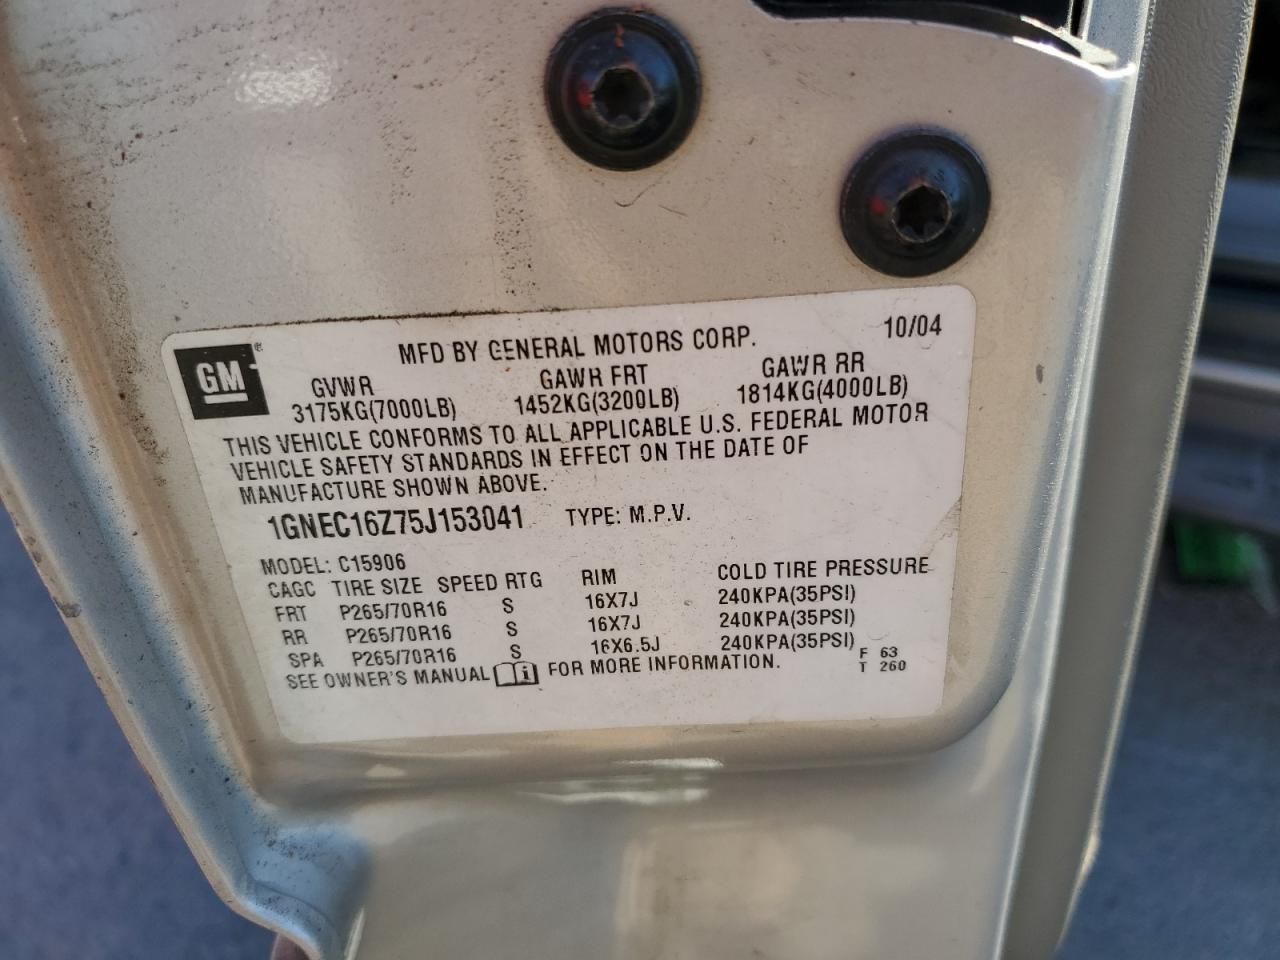 10/04
GM
MFD BY GENERAL MOTORS CORP.
GVWR GAWR FRT GAWR RR
3175KG(7000LB) 1452KG(3200LB) 1814KG(4000LB)
THIS VEHICLE CONFORMS TO ALL APPLICABLE U.S. FEDERAL MOTOR
VEHICLE SAFETY STANDARDS IN EFFECT ON THE DATE OF
MANUFACTURE SHOWN ABOVE.
1GNEC16Z75J153041 TYPE: M.P.V.
MODEL: C15906
CAGC TIRE SIZE SPEED RTG RIM COLD TIRE PRESSURE
FRT P265/70R16 S 16X7J 240KPA(35PSI)
RR P265/70R16 S 16X7J 240KPA(35PSI)
SPA P265/70R16 S 16X6.5J 240KPA(35PSI)
SEE OWNER'S MANUAL i FOR MORE INFORMATION.
F 63
T 260